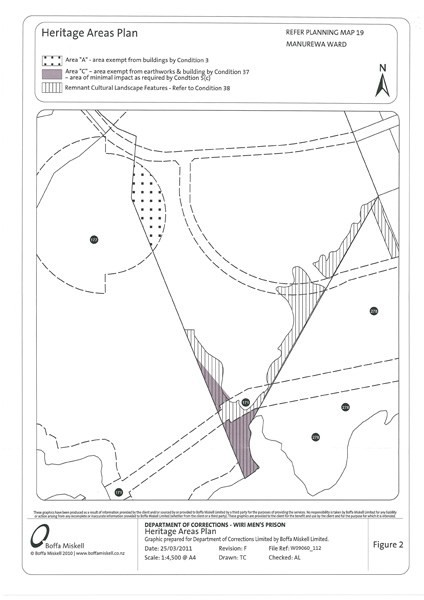 Heritage Areas Plan
REFER PLANNING MAP 19
MANUREWA WARD
Area "A" - area exempt from buildings by Condition 3
Area "C" - area exempt from earthworks & building by Condition 37
- area of minimal impact as required by Condtion 5(c)
Remnant Cultural Landscape Features - Refer to Condition 38
N
Boffa Miskell
© Boffa Miskell 2010 | www.boffamiskell.co.nz
DEPARTMENT OF CORRECTIONS - WIRI MEN'S PRISON
Heritage Areas Plan
Graphic prepared for Department of Corrections Limited by Boffa Miskell Limited.
Date: 25/03/2011
Revision: F
File Ref: W09060_112
Scale: 1:4,500 @ A4
Drawn: TC
Checked: AL
Figure 2